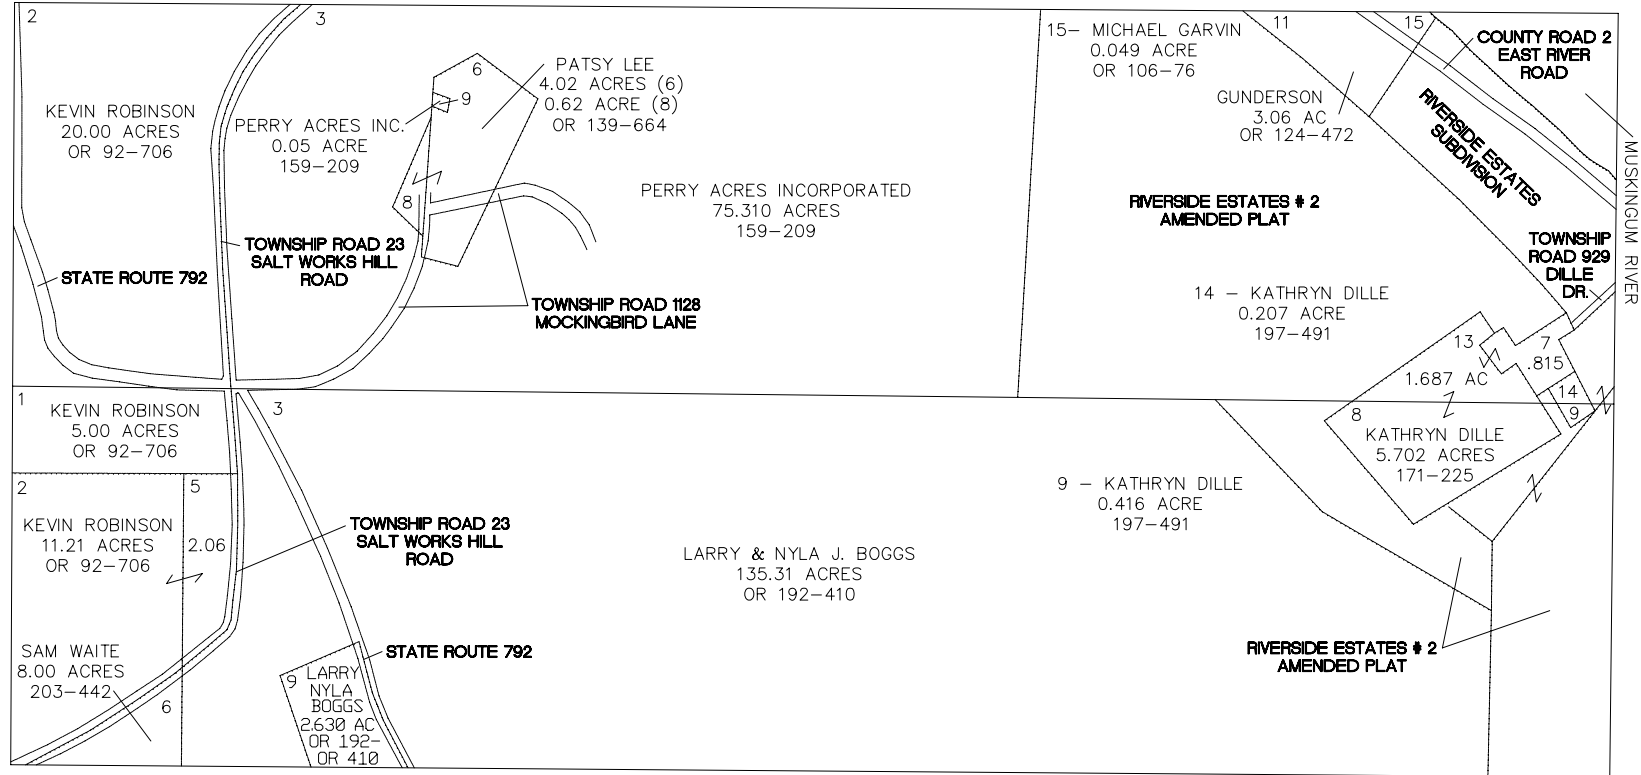 2
3
KEVIN ROBINSON
20.00 ACRES
OR 92-706
PERRY ACRES INC.
0.05 ACRE
159-209
6
9
8
PATSY LEE
4.02 ACRES (6)
0.62 ACRE (8)
OR 139-664
STATE ROUTE 792
TOWNSHIP ROAD 23
SALT WORKS HILL
ROAD
TOWNSHIP ROAD 1128
MOCKINGBIRD LANE
PERRY ACRES INCORPORATED
75.310 ACRES
159-209
15- MICHAEL GARVIN
0.049 ACRE
OR 106-76
11
15
COUNTY ROAD 2
EAST RIVER
ROAD
GUNDERSON
3.06 AC
OR 124-472
RIVERSIDE ESTATES
SUBDIVISION
MUSKINGUM RIVER
RIVERSIDE ESTATES # 2
AMENDED PLAT
TOWNSHIP
ROAD 929
DILLE
DR.
14 - KATHRYN DILLE
0.207 ACRE
197-491
13
7
.815
1.687 AC
14
9
8
KATHRYN DILLE
5.702 ACRES
171-225
1
KEVIN ROBINSON
5.00 ACRES
OR 92-706
3
2
5
KEVIN ROBINSON
11.21 ACRES
OR 92-706
2.06
TOWNSHIP ROAD 23
SALT WORKS HILL
ROAD
9 - KATHRYN DILLE
0.416 ACRE
197-491
LARRY & NYLA J. BOGGS
135.31 ACRES
OR 192-410
SAM WAITE
8.00 ACRES
203-442
6
STATE ROUTE 792
9
LARRY
NYLA
BOGGS
2.630 AC
OR 192-
OR 410
RIVERSIDE ESTATES # 2
AMENDED PLAT